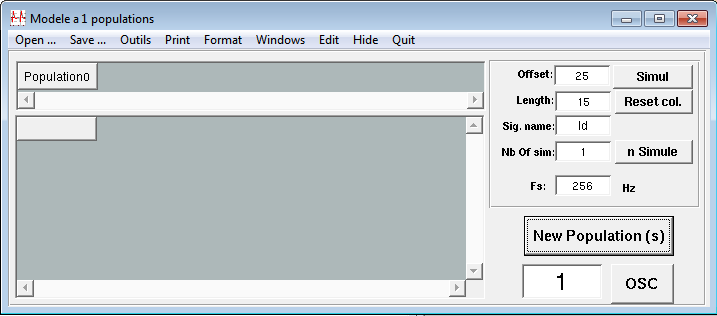 Modele a 1 populations
Open ... Save ... Outils Print Format Windows Edit Hide Quit
Population0
Offset: 25 Simul
Length: 15 Reset col.
Sig. name: ld
Nb Of sim: 1 n Simule
Fs: 256 Hz
New Population (s)
1 OSC